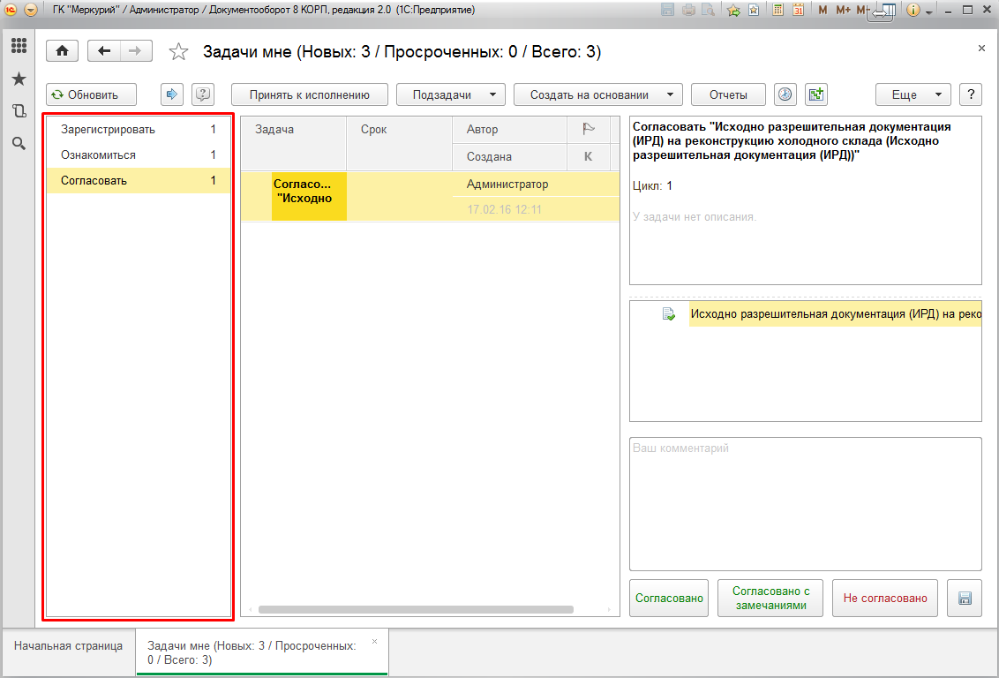 ГК "Меркурий" / Администратор / Документооборот 8 КОРП, редакция 2.0 (1С:Предприятие)
31 M M+ M-
Задачи мне (Новых: 3 / Просроченных: 0 / Всего: 3)
Обновить
Принять к исполнению
Подзадачи
Создать на основании
Отчеты
Еще
?
Зарегистрировать 1
Ознакомиться 1
Согласовать 1
Задача Срок Автор
Создана К
Согласо... Администратор
"Исходно
17.02.16 12:11
Согласовать "Исходно разрешительная документация
(ИРД) на реконструкцию холодного склада (Исходно
разрешительная документация (ИРД))"
Цикл: 1
У задачи нет описания.
Исходно разрешительная документация (ИРД) на реко
Ваш комментарий
Согласовано
Согласовано с
замечаниями
Не согласовано
Начальная страница
Задачи мне (Новых: 3 / Просроченных:
0 / Всего: 3)